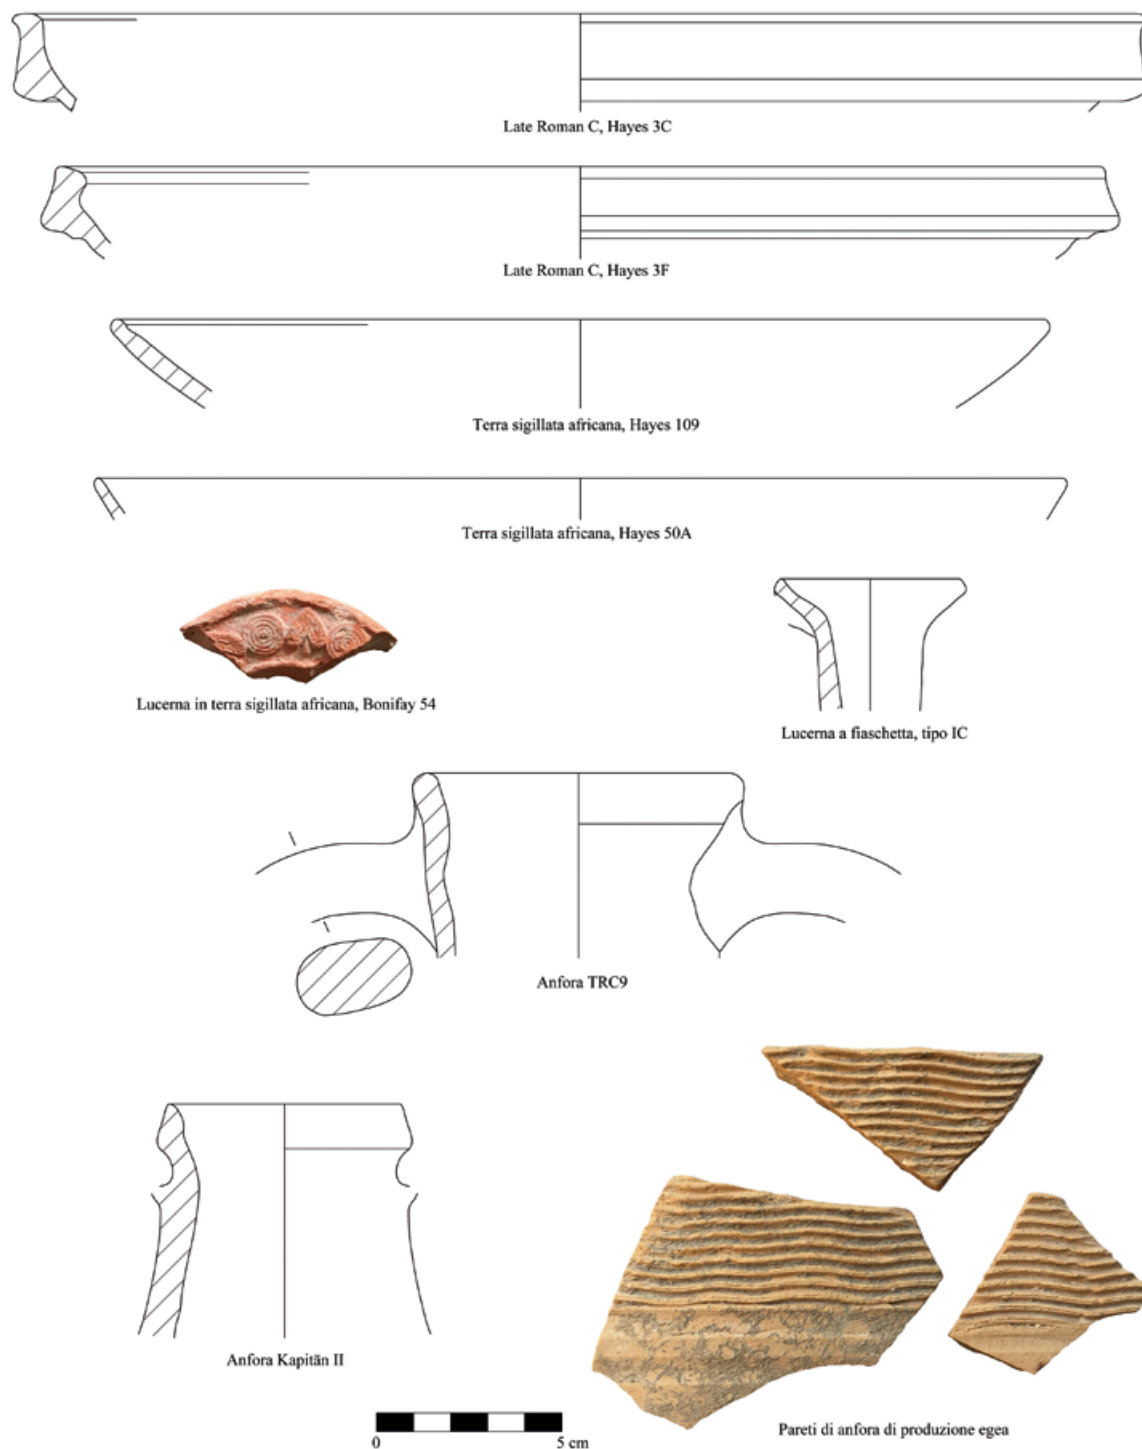 Late Roman C, Hayes 3C
Late Roman C, Hayes 3F
Terra sigillata africana, Hayes 109
Terra sigillata africana, Hayes 50A
Lucerna in terra sigillata africana, Bonifay 54
Lucerna a fiaschetta, tipo IC
Anfora TRC9
Anfora Kapitän II
0 5 cm
Pareti di anfora di produzione egea